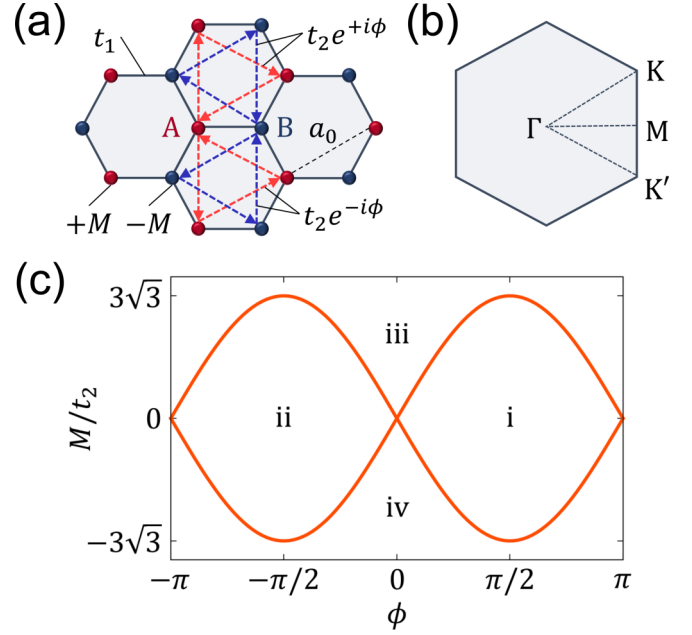 (a)
t₁
t₂e⁺ⁱᵠ
A
B
a₀
+M
−M
t₂e⁻ⁱᵠ
(b)
K
Γ
M
K′
(c)
M/t₂
3√3
0
−3√3
iii
ii
i
iv
−π
−π/2
0
π/2
π
ϕ